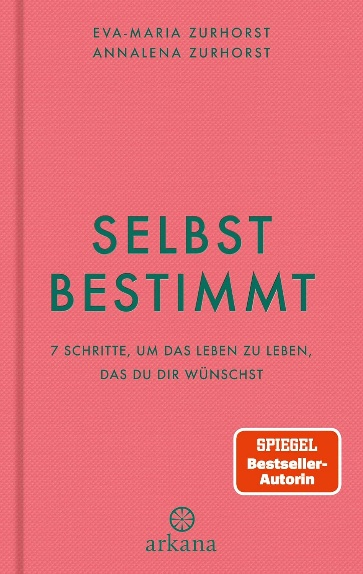 EVA-MARIA ZURHORST
ANNALENA ZURHORST
SELBST
BESTIMMT
7 SCHRITTE, UM DAS LEBEN ZU LEBEN,
DAS DU DIR WÜNSCHST
SPIEGEL
Bestseller-
Autorin
arkana